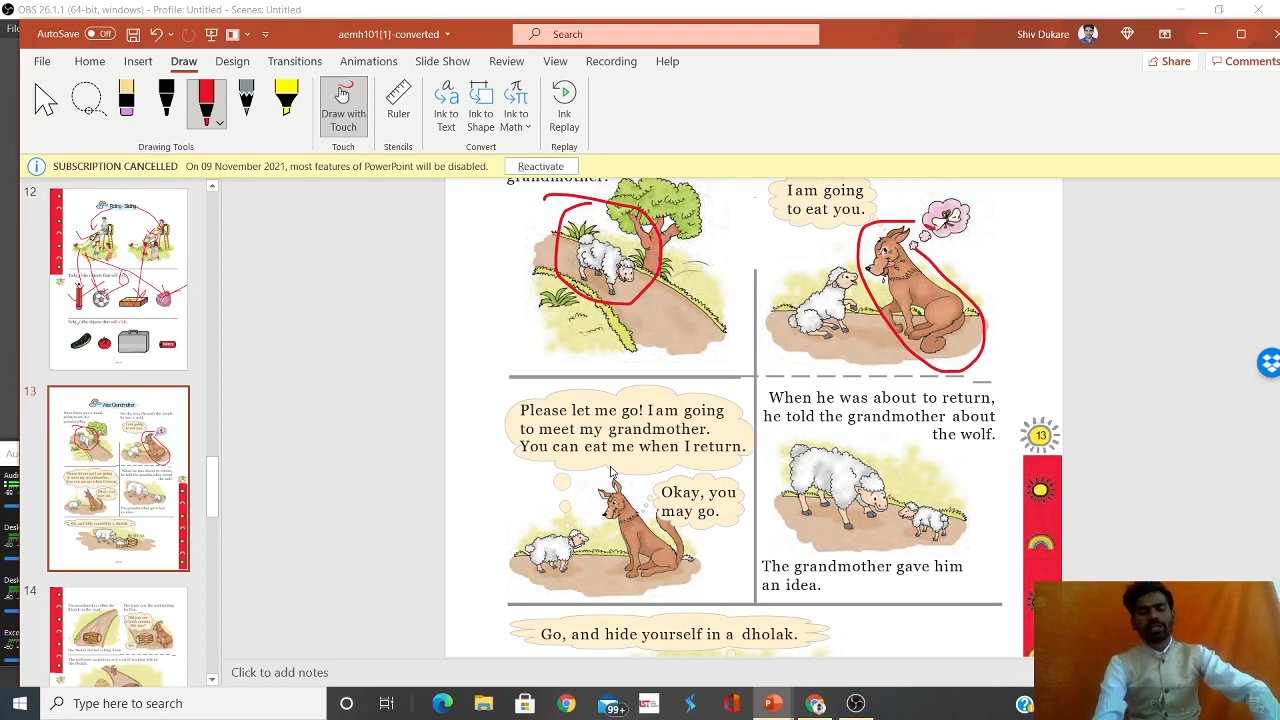 OBS 26.1.1 (64-bit, windows) - Profile: Untitled - Scenes: Untitled
AutoSave Off
aemh101[1]-converted
Search
Shiv Dukare
File Home Insert Draw Design Transitions Animations Slide Show Review View Recording Help
Share Comments
Draw with Touch
Ruler
Ink to Text
Ink to Shape
Ink to Math
Ink Replay
Drawing Tools
Touch
Stencils
Convert
Replay
SUBSCRIPTION CANCELLED On 09 November 2021, most features of PowerPoint will be disabled.
Reactivate
12
13
14
grandmother.
I am going
to eat you.
Please let me go! I am going
to meet my grandmother.
You can eat me when I return.
Okay, you
may go.
When he was about to return,
he told the grandmother about
the wolf.
13
The grandmother gave him
an idea.
Go, and hide yourself in a dholak.
Click to add notes
Type here to search
99+